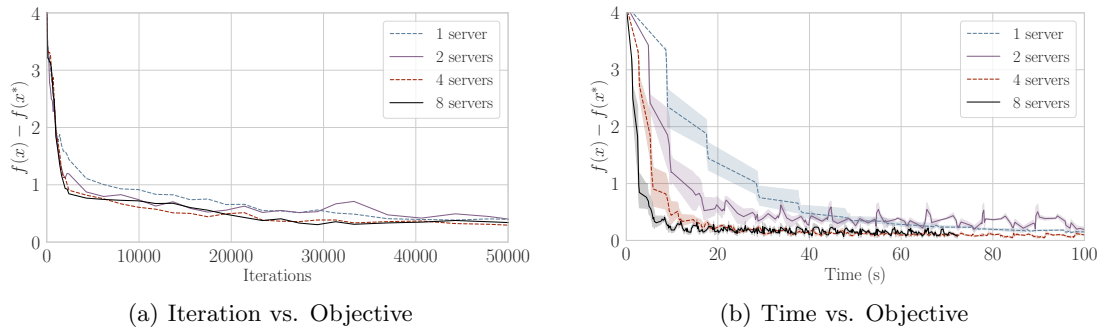 4
3
2
1
0
f(x) − f(x*)
0
10000
20000
30000
40000
50000
Iterations
1 server
2 servers
4 servers
8 servers
(a) Iteration vs. Objective
4
3
2
1
0
f(x) − f(x*)
0
20
40
60
80
100
Time (s)
1 server
2 servers
4 servers
8 servers
(b) Time vs. Objective